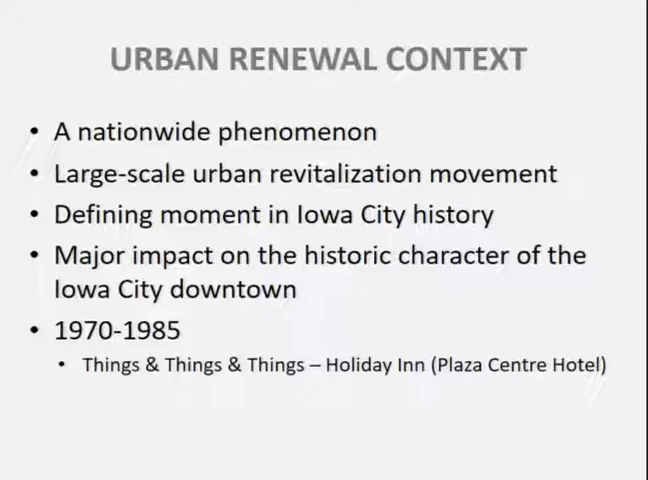 URBAN RENEWAL CONTEXT
• A nationwide phenomenon
• Large-scale urban revitalization movement
• Defining moment in Iowa City history
• Major impact on the historic character of the
Iowa City downtown
• 1970-1985
• Things & Things & Things – Holiday Inn (Plaza Centre Hotel)